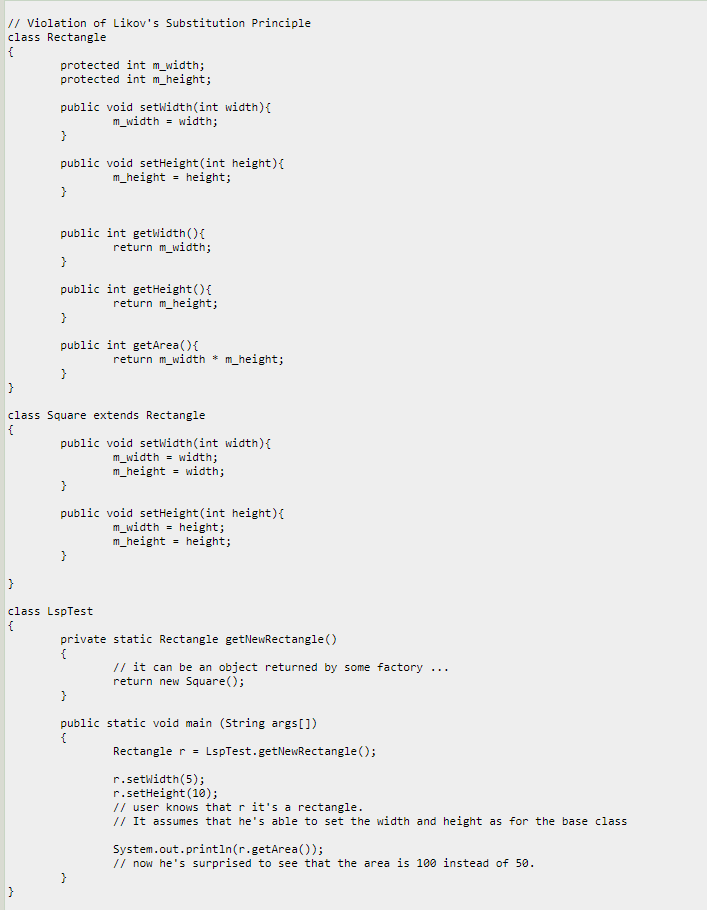 // Violation of Likov's Substitution Principle
class Rectangle
{
        protected int m_width;
        protected int m_height;

        public void setWidth(int width){
                m_width = width;
        }

        public void setHeight(int height){
                m_height = height;
        }


        public int getWidth(){
                return m_width;
        }

        public int getHeight(){
                return m_height;
        }

        public int getArea(){
                return m_width * m_height;
        }
}

class Square extends Rectangle
{
        public void setWidth(int width){
                m_width = width;
                m_height = width;
        }

        public void setHeight(int height){
                m_width = height;
                m_height = height;
        }

}

class LspTest
{
        private static Rectangle getNewRectangle()
        {
                // it can be an object returned by some factory ...
                return new Square();
        }

        public static void main (String args[])
        {
                Rectangle r = LspTest.getNewRectangle();

                r.setWidth(5);
                r.setHeight(10);
                // user knows that r it's a rectangle.
                // It assumes that he's able to set the width and height as for the base class

                System.out.println(r.getArea());
                // now he's surprised to see that the area is 100 instead of 50.
        }
}